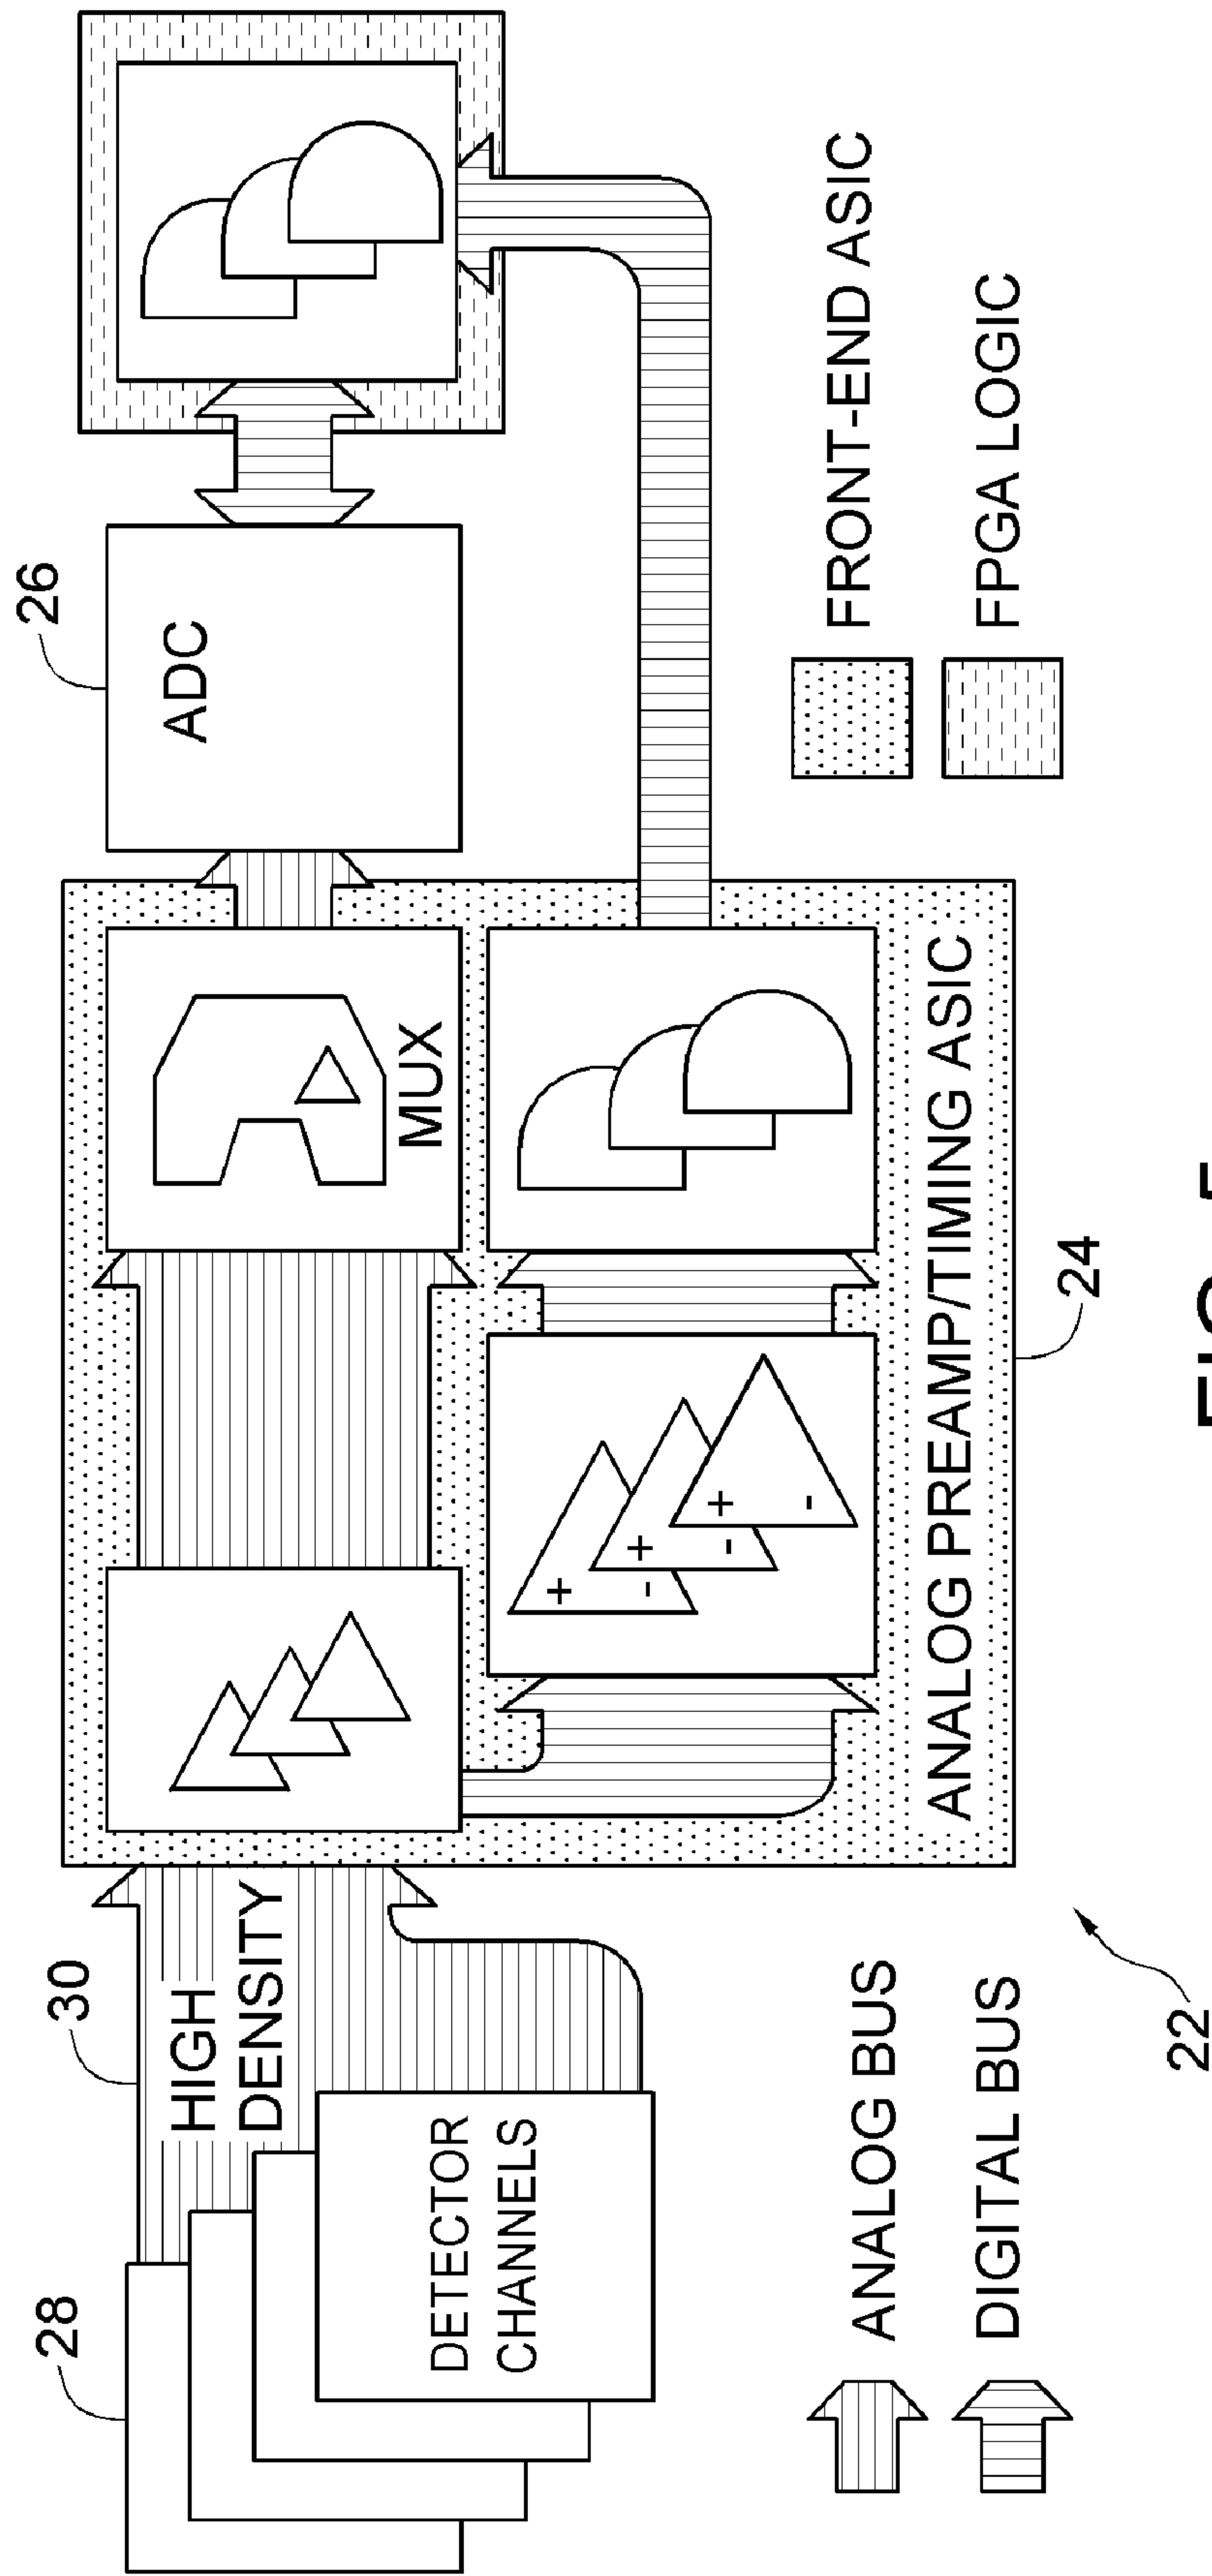 28
30
26
HIGH
DENSITY
ADC
DETECTOR
CHANNELS
MUX
+
-
+
-
+
-
ANALOG PREAMP/TIMING ASIC
ANALOG BUS
DIGITAL BUS
FRONT-END ASIC
FPGA LOGIC
24
22